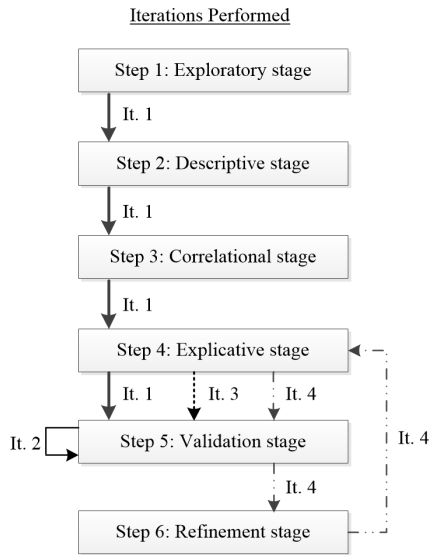 Iterations Performed
Step 1: Exploratory stage
It. 1
Step 2: Descriptive stage
It. 1
Step 3: Correlational stage
It. 1
Step 4: Explicative stage
It. 1
It. 3
It. 4
It. 2
Step 5: Validation stage
It. 4
It. 4
Step 6: Refinement stage